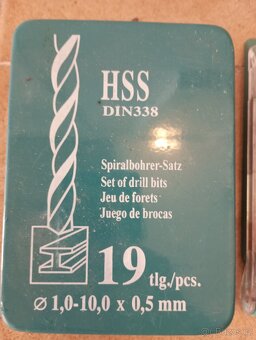 HSS
DIN338
Spiralbohrer-Satz
Set of drill bits
Jeu de forets
Juego de brocas
19 tlg./pcs.
⌀ 1,0-10,0 x 0,5 mm